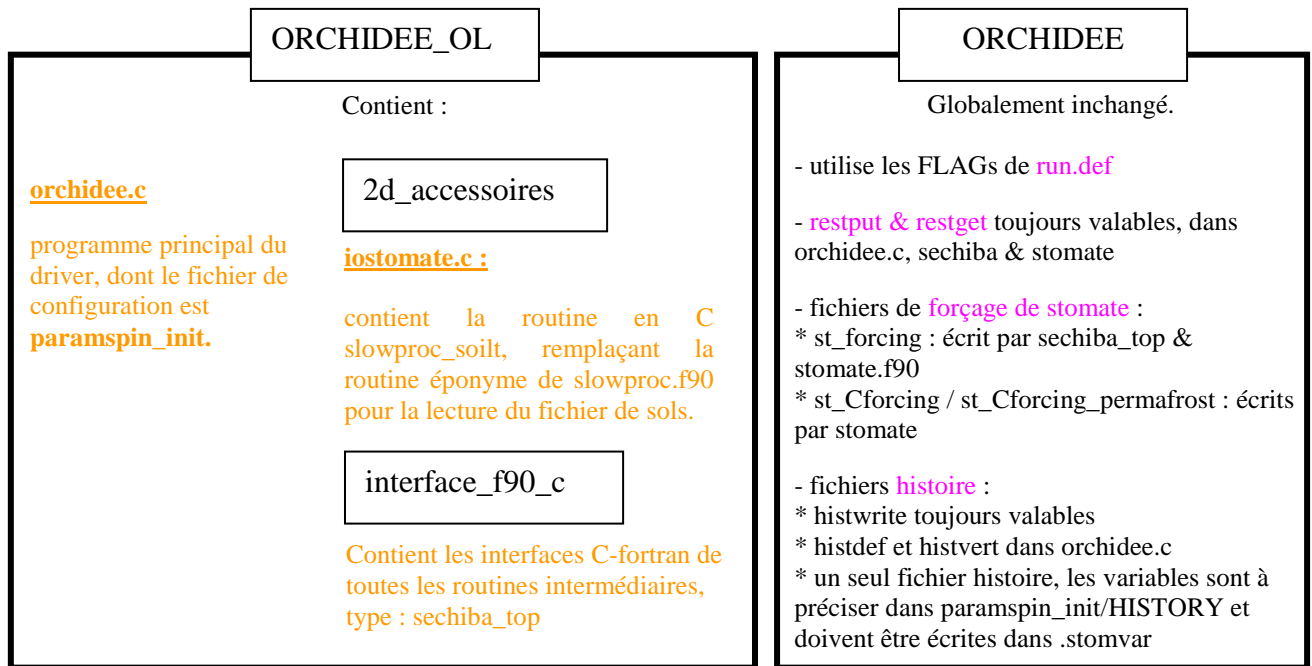 ORCHIDEE_OL
Contient :
orchidee.c
programme principal du
driver, dont le fichier de
configuration est
paramspin_init.
2d_accessoires
iostomate.c :
contient la routine en C
slowproc_soilt, remplaçant la
routine éponyme de slowproc.f90
pour la lecture du fichier de sols.
interface_f90_c
Contient les interfaces C-fortran de
toutes les routines intermédiaires,
type : sechiba_top
ORCHIDEE
Globalement inchangé.
- utilise les FLAGs de run.def
- restput & restget toujours valables, dans
orchidee.c, sechiba & stomate
- fichiers de forçage de stomate :
* st_forcing : écrit par sechiba_top &
stomate.f90
* st_Cforcing / st_Cforcing_permafrost : écrits
par stomate
- fichiers histoire :
* histwrite toujours valables
* histdef et histvert dans orchidee.c
* un seul fichier histoire, les variables sont à
préciser dans paramspin_init/HISTORY et
doivent être écrites dans .stomvar